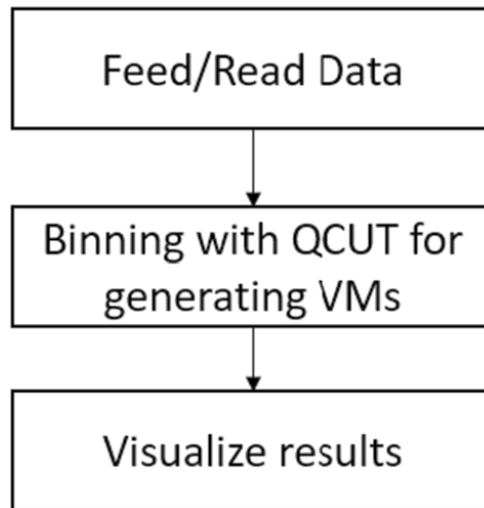 Feed/Read Data
Binning with QCUT for
generating VMs
Visualize results